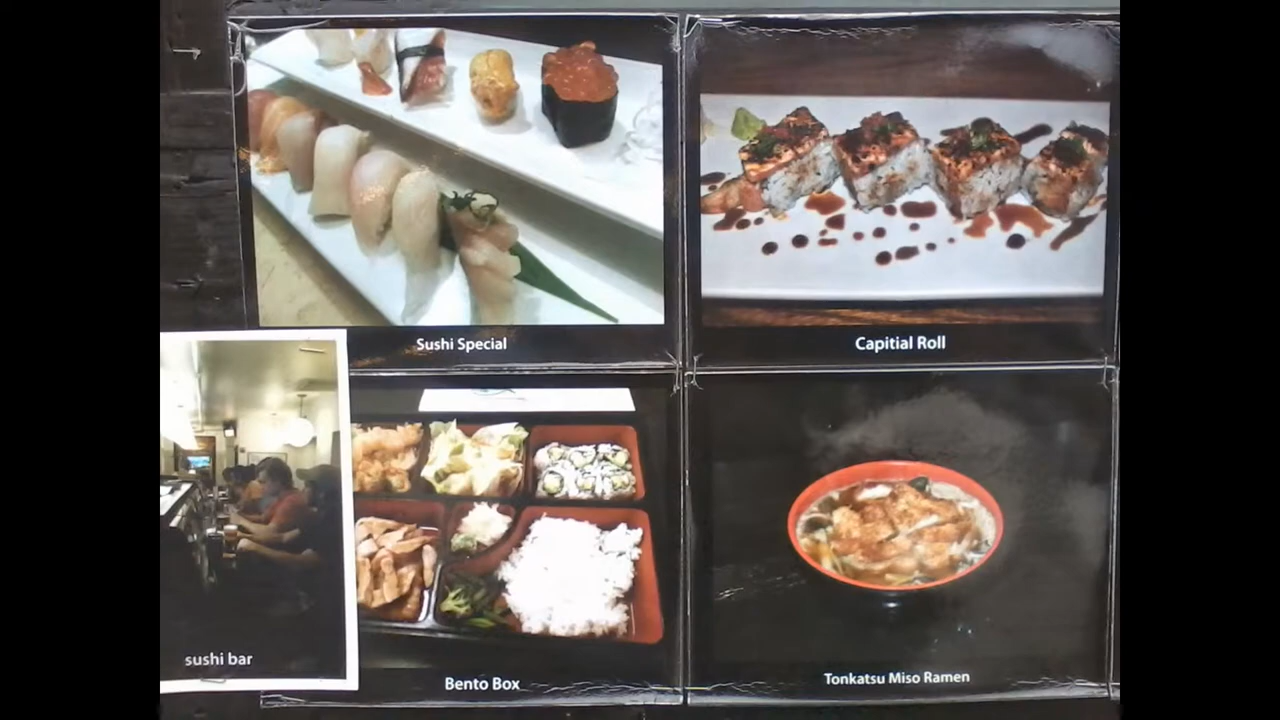 Sushi Special
Capitial Roll
sushi bar
Bento Box
Tonkatsu Miso Ramen